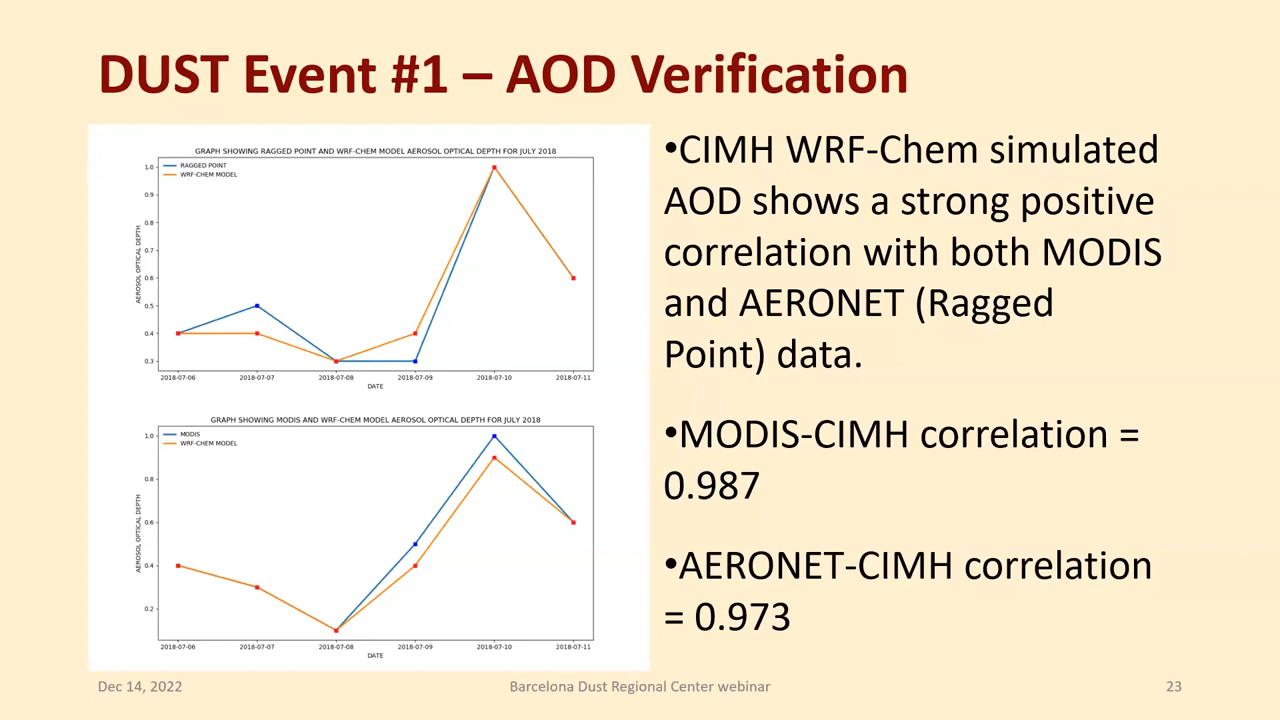 DUST Event #1 – AOD Verification
GRAPH SHOWING RAGGED POINT AND WRF-CHEM MODEL AEROSOL OPTICAL DEPTH FOR JULY 2018
RAGGED POINT
WRF-CHEM MODEL
AEROSOL OPTICAL DEPTH
1.0
0.9
0.8
0.7
0.6
0.5
0.4
0.3
2018-07-06 2018-07-07 2018-07-08 2018-07-09 2018-07-10 2018-07-11
DATE
GRAPH SHOWING MODIS AND WRF-CHEM MODEL AEROSOL OPTICAL DEPTH FOR JULY 2018
MODIS
WRF-CHEM MODEL
AEROSOL OPTICAL DEPTH
1.0
0.8
0.6
0.4
0.2
2018-07-06 2018-07-07 2018-07-08 2018-07-09 2018-07-10 2018-07-11
DATE
•CIMH WRF-Chem simulated
AOD shows a strong positive
correlation with both MODIS
and AERONET (Ragged
Point) data.
•MODIS-CIMH correlation =
0.987
•AERONET-CIMH correlation
= 0.973
Dec 14, 2022
Barcelona Dust Regional Center webinar
23